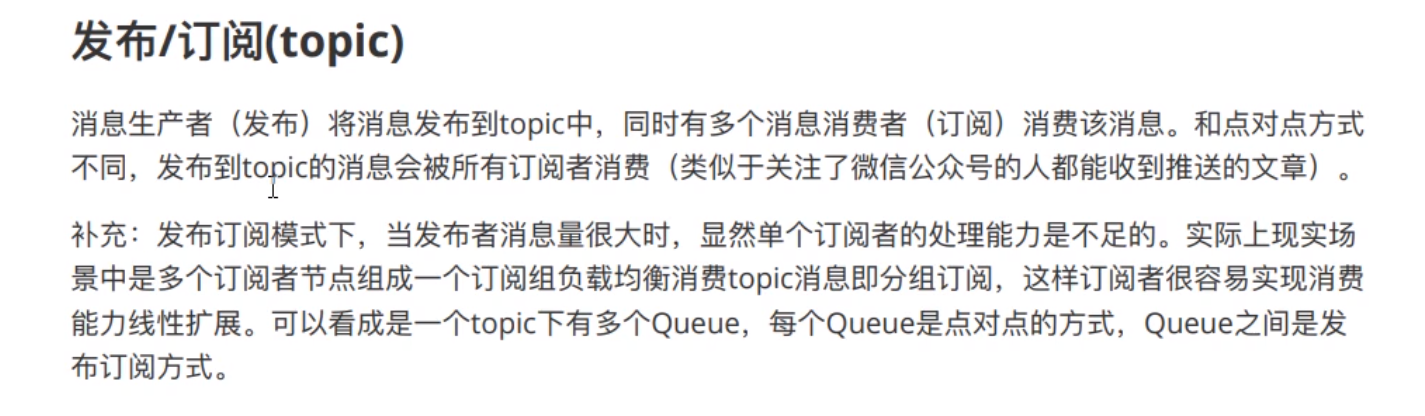 发布/订阅(topic)
消息生产者（发布）将消息发布到topic中，同时有多个消息消费者（订阅）消费该消息。和点对点方式
不同，发布到topic的消息会被所有订阅者消费（类似于关注了微信公众号的人都能收到推送的文章）。
补充：发布订阅模式下，当发布者消息量很大时，显然单个订阅者的处理能力是不足的。实际上现实场
景中是多个订阅者节点组成一个订阅组负载均衡消费topic消息即分组订阅，这样订阅者很容易实现消费
能力线性扩展。可以看成是一个topic下有多个Queue，每个Queue是点对点的方式，Queue之间是发
布订阅方式。